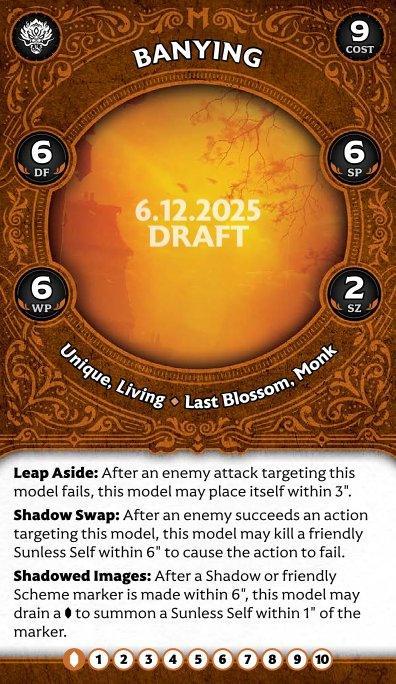 BANYING
9
COST
6
DF
6
SP
6.12.2025
DRAFT
6
WP
2
SZ
Unique, Living ◆ Last Blossom, Monk
Leap Aside: After an enemy attack targeting this
model fails, this model may place itself within 3".
Shadow Swap: After an enemy succeeds an action
targeting this model, this model may kill a friendly
Sunless Self within 6" to cause the action to fail.
Shadowed Images: After a Shadow or friendly
Scheme marker is made within 6", this model may
drain a to summon a Sunless Self within 1" of the
marker.
1 2 3 4 5 6 7 8 9 10